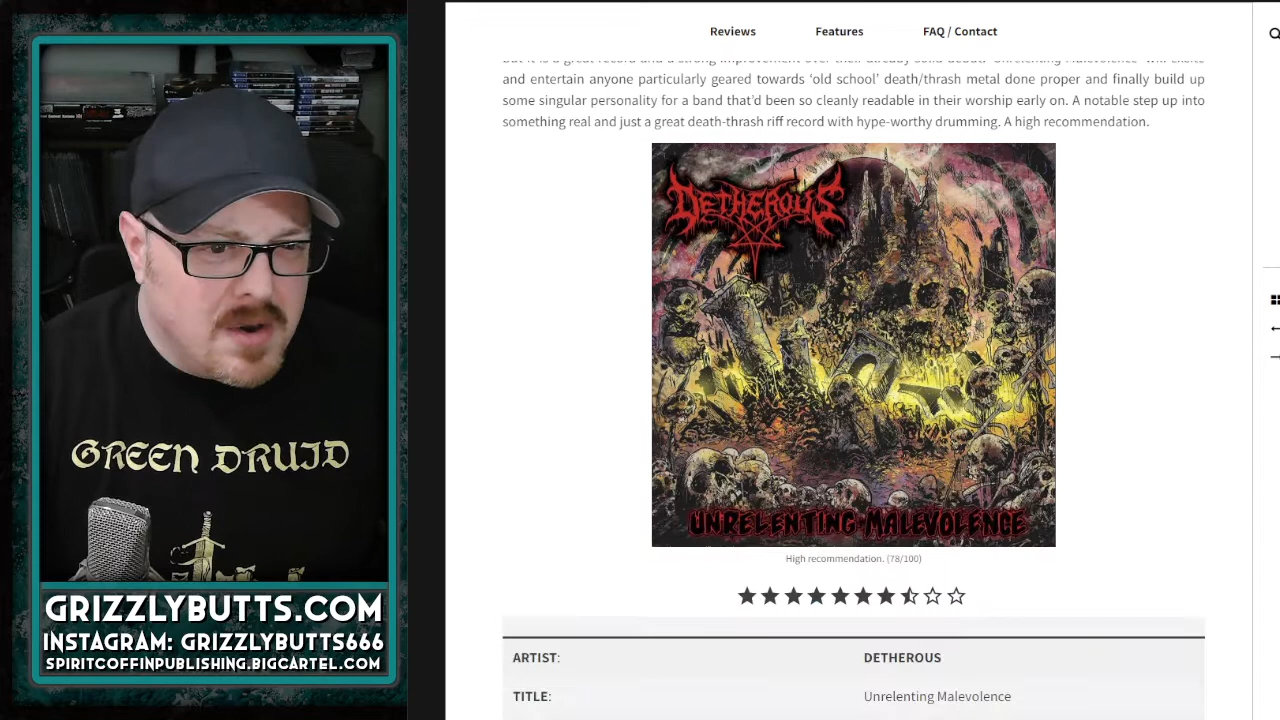 Reviews
Features
FAQ / Contact
and entertain anyone particularly geared towards ‘old school’ death/thrash metal done proper and finally build up
some singular personality for a band that's been so cleanly readable in their worship early on. A notable step up into
something real and just a great death-thrash riff record with hype-worthy drumming. A high recommendation.
DETHEROUS
UNRELENTING MALEVOLENCE
High recommendation. (78/100)
ARTIST:
DETHEROUS
TITLE:
Unrelenting Malevolence
GREEN DRUID
GRIZZLYBUTTS.COM
INSTAGRAM: GRIZZLYBUTTS666
SPIRITCOFFINPUBLISHING.BIGCARTEL.COM